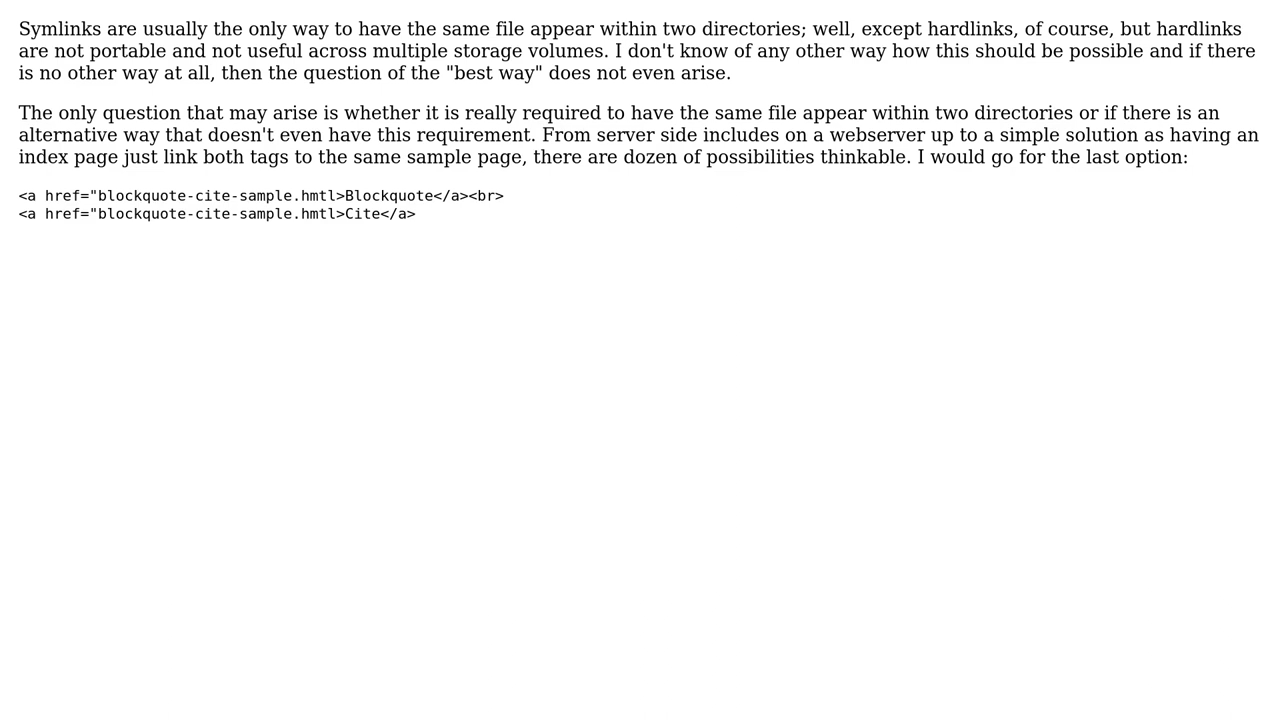 Symlinks are usually the only way to have the same file appear within two directories; well, except hardlinks, of course, but hardlinks
are not portable and not useful across multiple storage volumes. I don't know of any other way how this should be possible and if there
is no other way at all, then the question of the "best way" does not even arise.
The only question that may arise is whether it is really required to have the same file appear within two directories or if there is an
alternative way that doesn't even have this requirement. From server side includes on a webserver up to a simple solution as having an
index page just link both tags to the same sample page, there are dozen of possibilities thinkable. I would go for the last option:
<a href="blockquote-cite-sample.hmtl>Blockquote</a><br>
<a href="blockquote-cite-sample.hmtl>Cite</a>